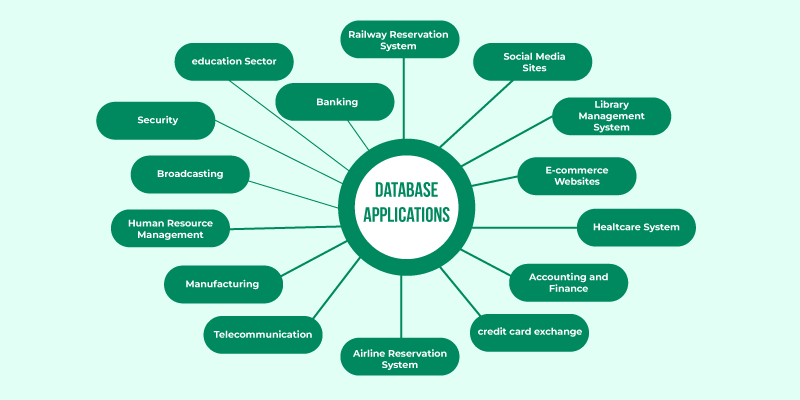 Railway Reservation
System
education Sector
Social Media
Sites
Banking
Library
Management
System
Security
Broadcasting
E-commerce
Websites
DATABASE
APPLICATIONS
Human Resource
Management
Healtcare System
Manufacturing
Accounting and
Finance
Telecommunication
credit card exchange
Airline Reservation
System